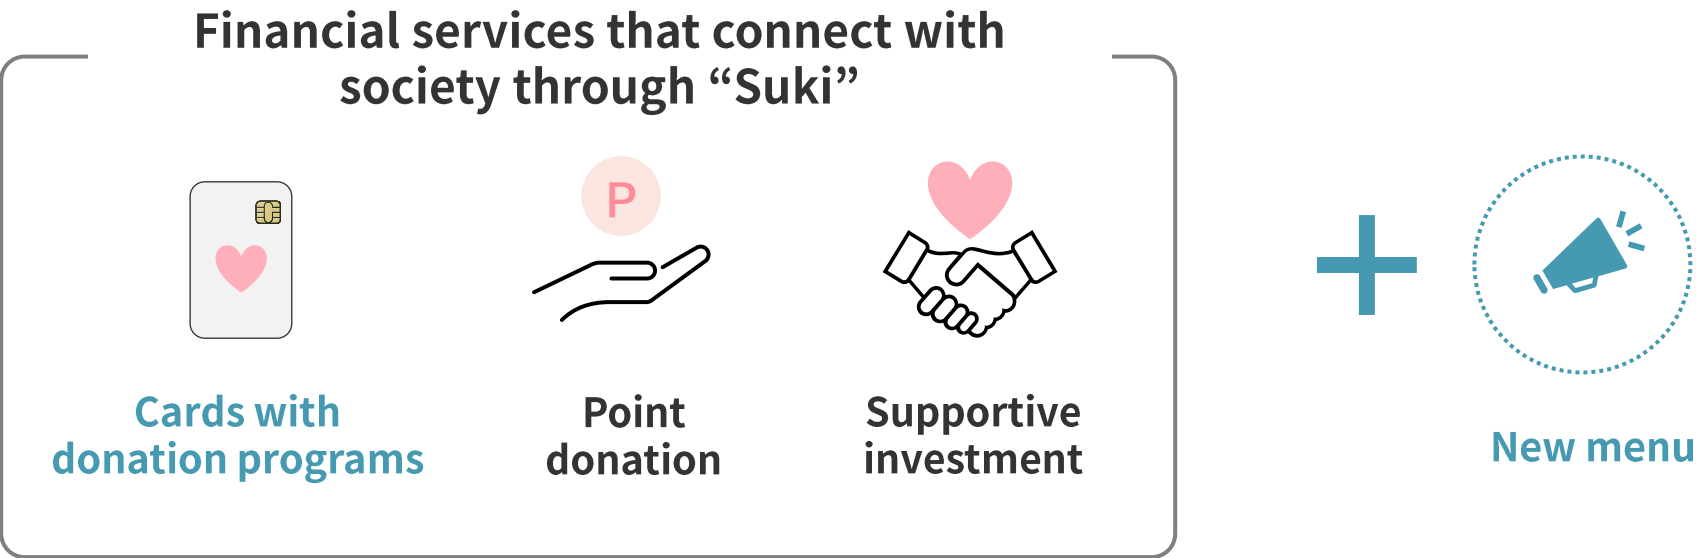 Financial services that connect with
society through “Suki”
P
Cards with
donation programs
Point
donation
Supportive
investment
New menu